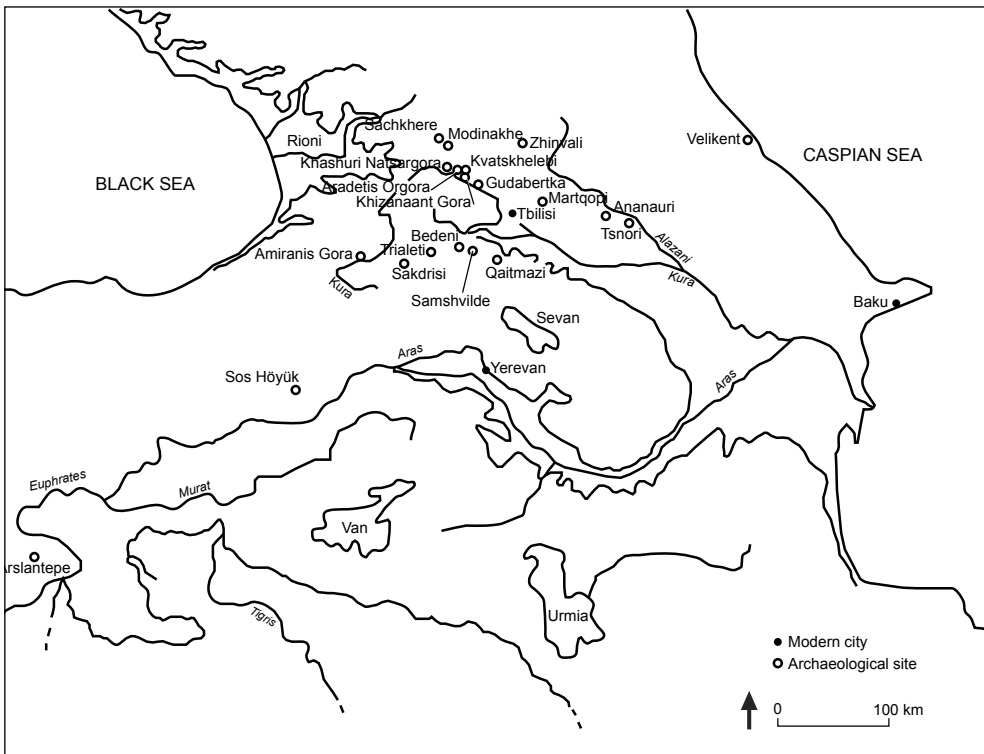 Sachkhere
Modinakhe
Zhinvali
Velikent
Rioni
CASPIAN SEA
Khashuri Natsargora
Kvatskhelebi
BLACK SEA
Aradetis Orgora
Gudabertka
Khizanaant Gora
Martqopi
Ananauri
Tbilisi
Tsnori
Alazani
Bedeni
Amiranis Gora
Trialeti
Sakdrisi
Qaitmazi
Kura
Kura
Samshvilde
Baku
Sevan
Aras
Yerevan
Sos Höyük
Aras
Euphrates
Murat
Van
Arslantepe
Tigris
Urmia
Modern city
Archaeological site
0 100 km